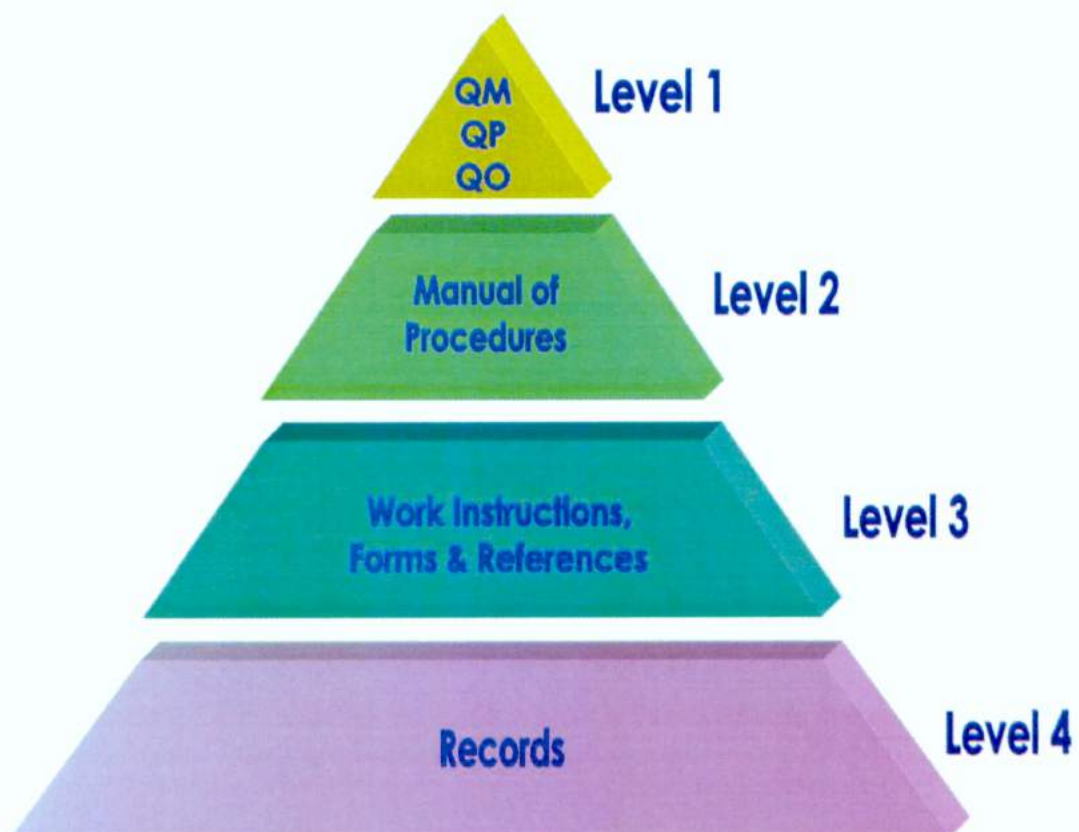 QM
QP
QO
Level 1
Manual of
Procedures
Level 2
Work Instructions,
Forms & References
Level 3
Records
Level 4